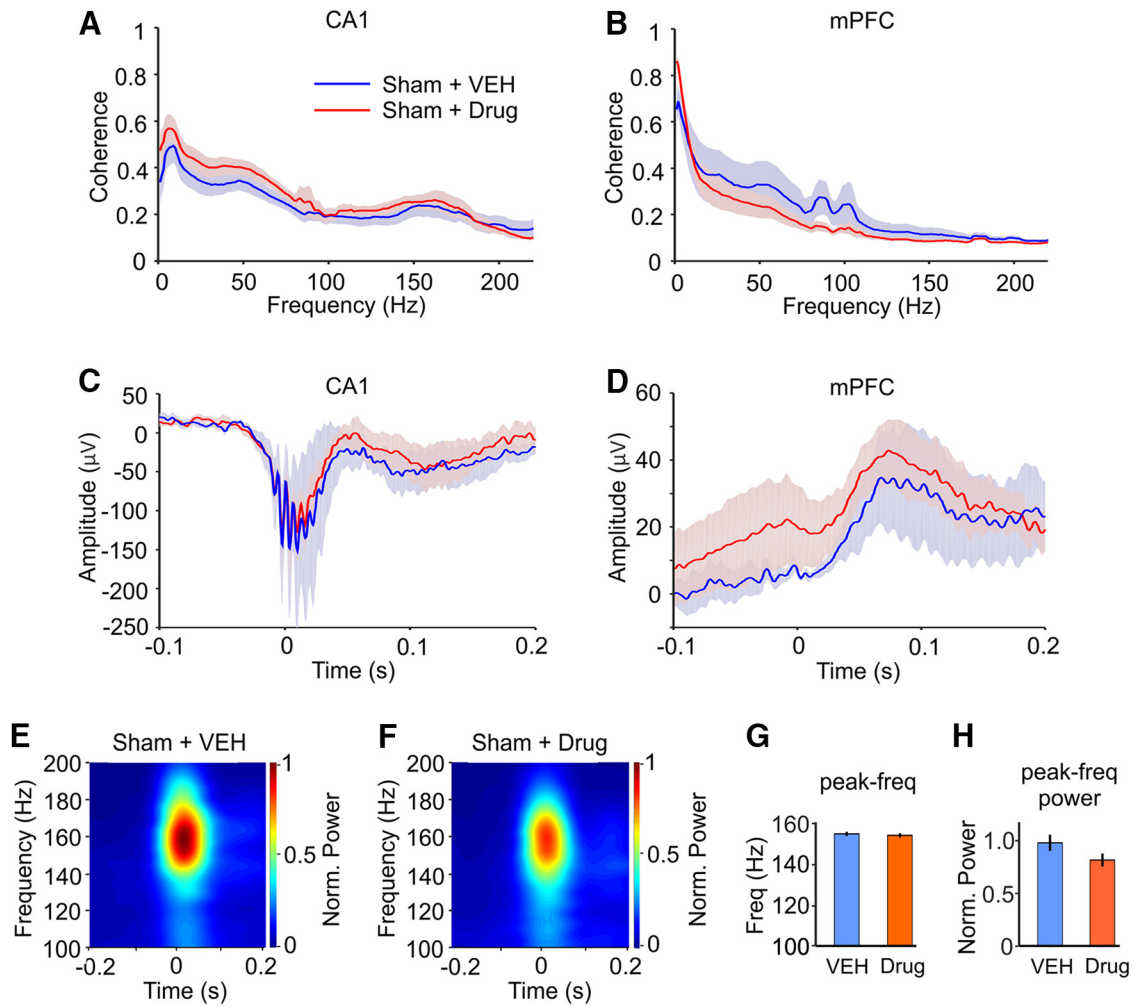 A
CA1
1
0.8
0.6
0.4
0.2
0
Coherence
0
50
100
150
200
Frequency (Hz)
Sham + VEH
Sham + Drug
B
mPFC
1
0.8
0.6
0.4
0.2
0
Coherence
0
50
100
150
200
Frequency (Hz)
C
CA1
50
0
-50
-100
-150
-200
-250
Amplitude (μV)
-0.1
0
0.1
0.2
Time (s)
D
mPFC
60
40
20
0
Amplitude (μV)
-0.1
0
0.1
0.2
Time (s)
E
Sham + VEH
200
180
160
140
120
100
Frequency (Hz)
-0.2
0
0.2
Time (s)
1
0.5
0
Norm. Power
F
Sham + Drug
200
180
160
140
120
100
Frequency (Hz)
-0.2
0
0.2
Time (s)
1
0.5
0
Norm. Power
G
peak-freq
160
140
120
100
Freq (Hz)
VEH
Drug
H
peak-freq
power
1.0
0.5
0
Norm. Power
VEH
Drug